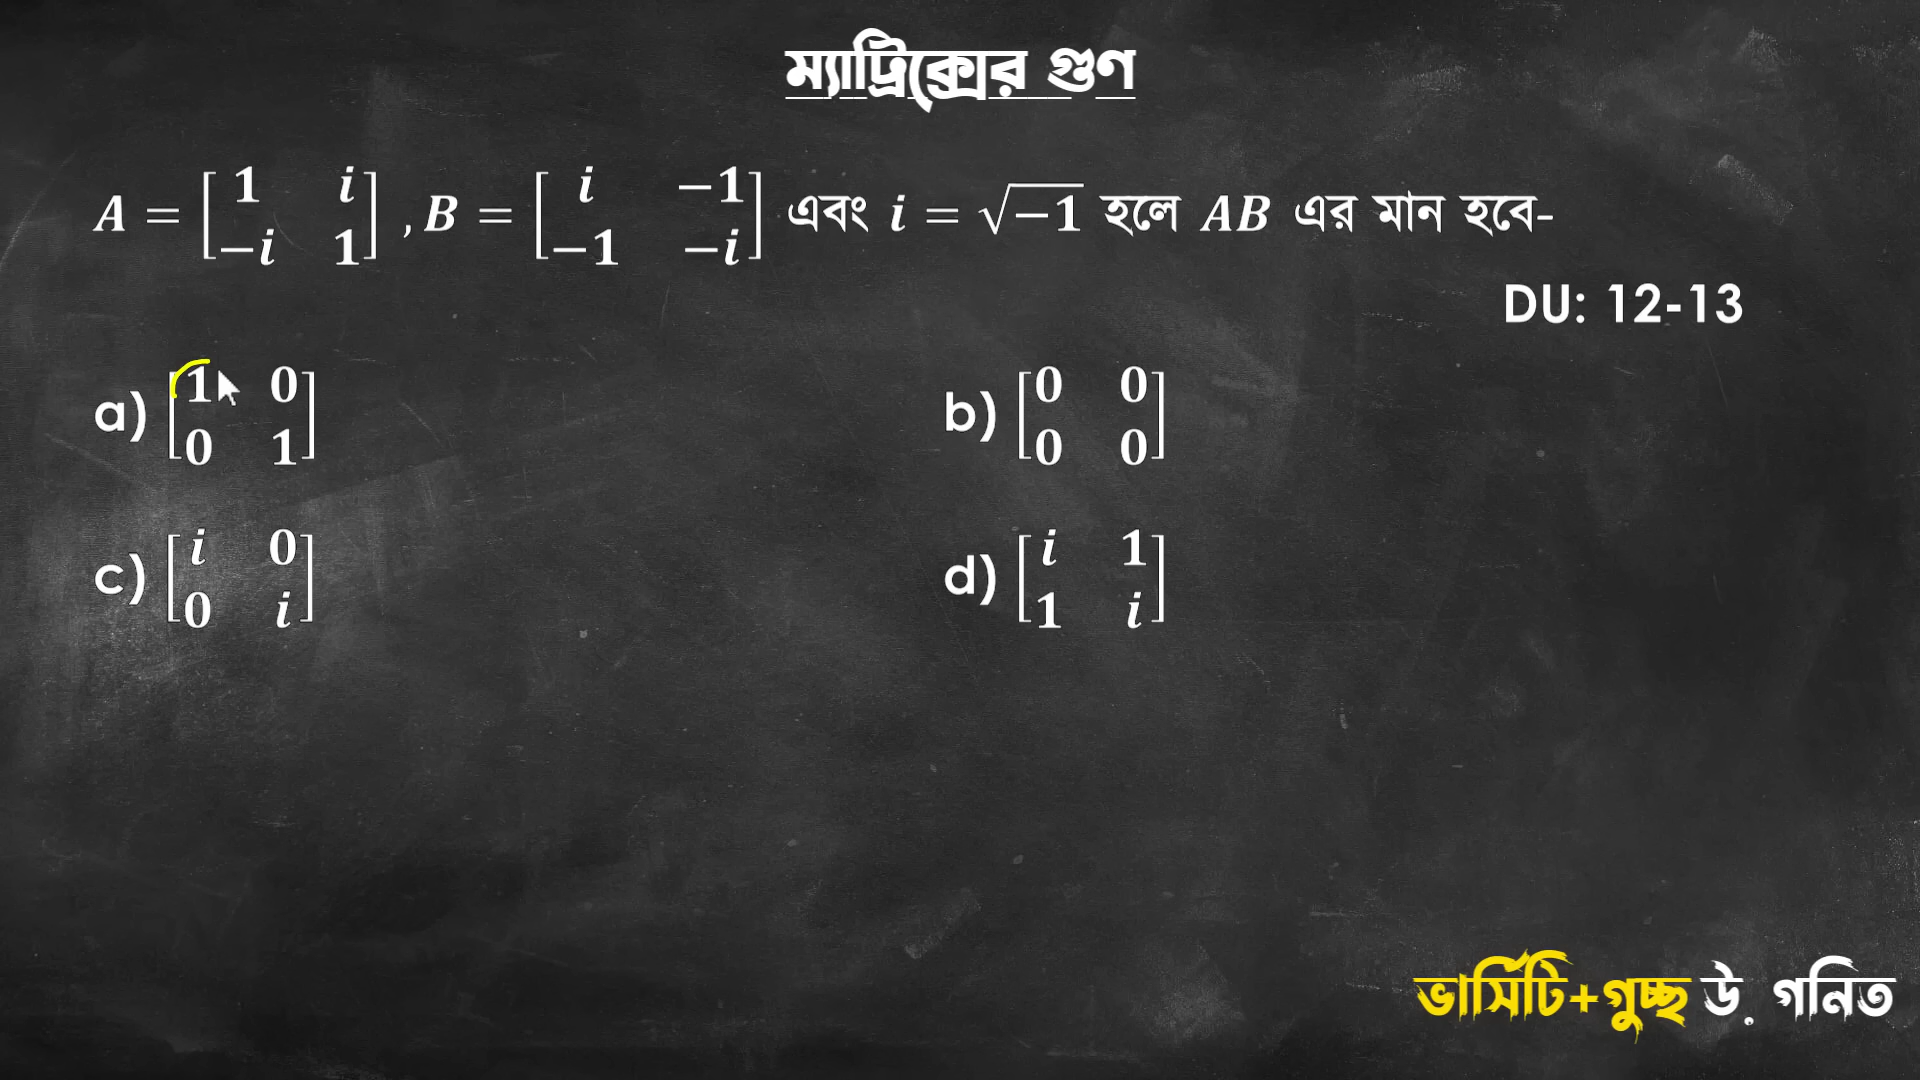 ম্যাট্রিক্সের গুণ
A = [1 i; −i 1], B = [i −1; −1 −i] এবং i = √−1 হলে AB এর মান হবে-
DU: 12-13
a) [1 0; 0 1] b) [0 0; 0 0]
c) [i 0; 0 i] d) [i 1; 1 i]
ভার্সিটি+গুচ্ছ উ. গনিত